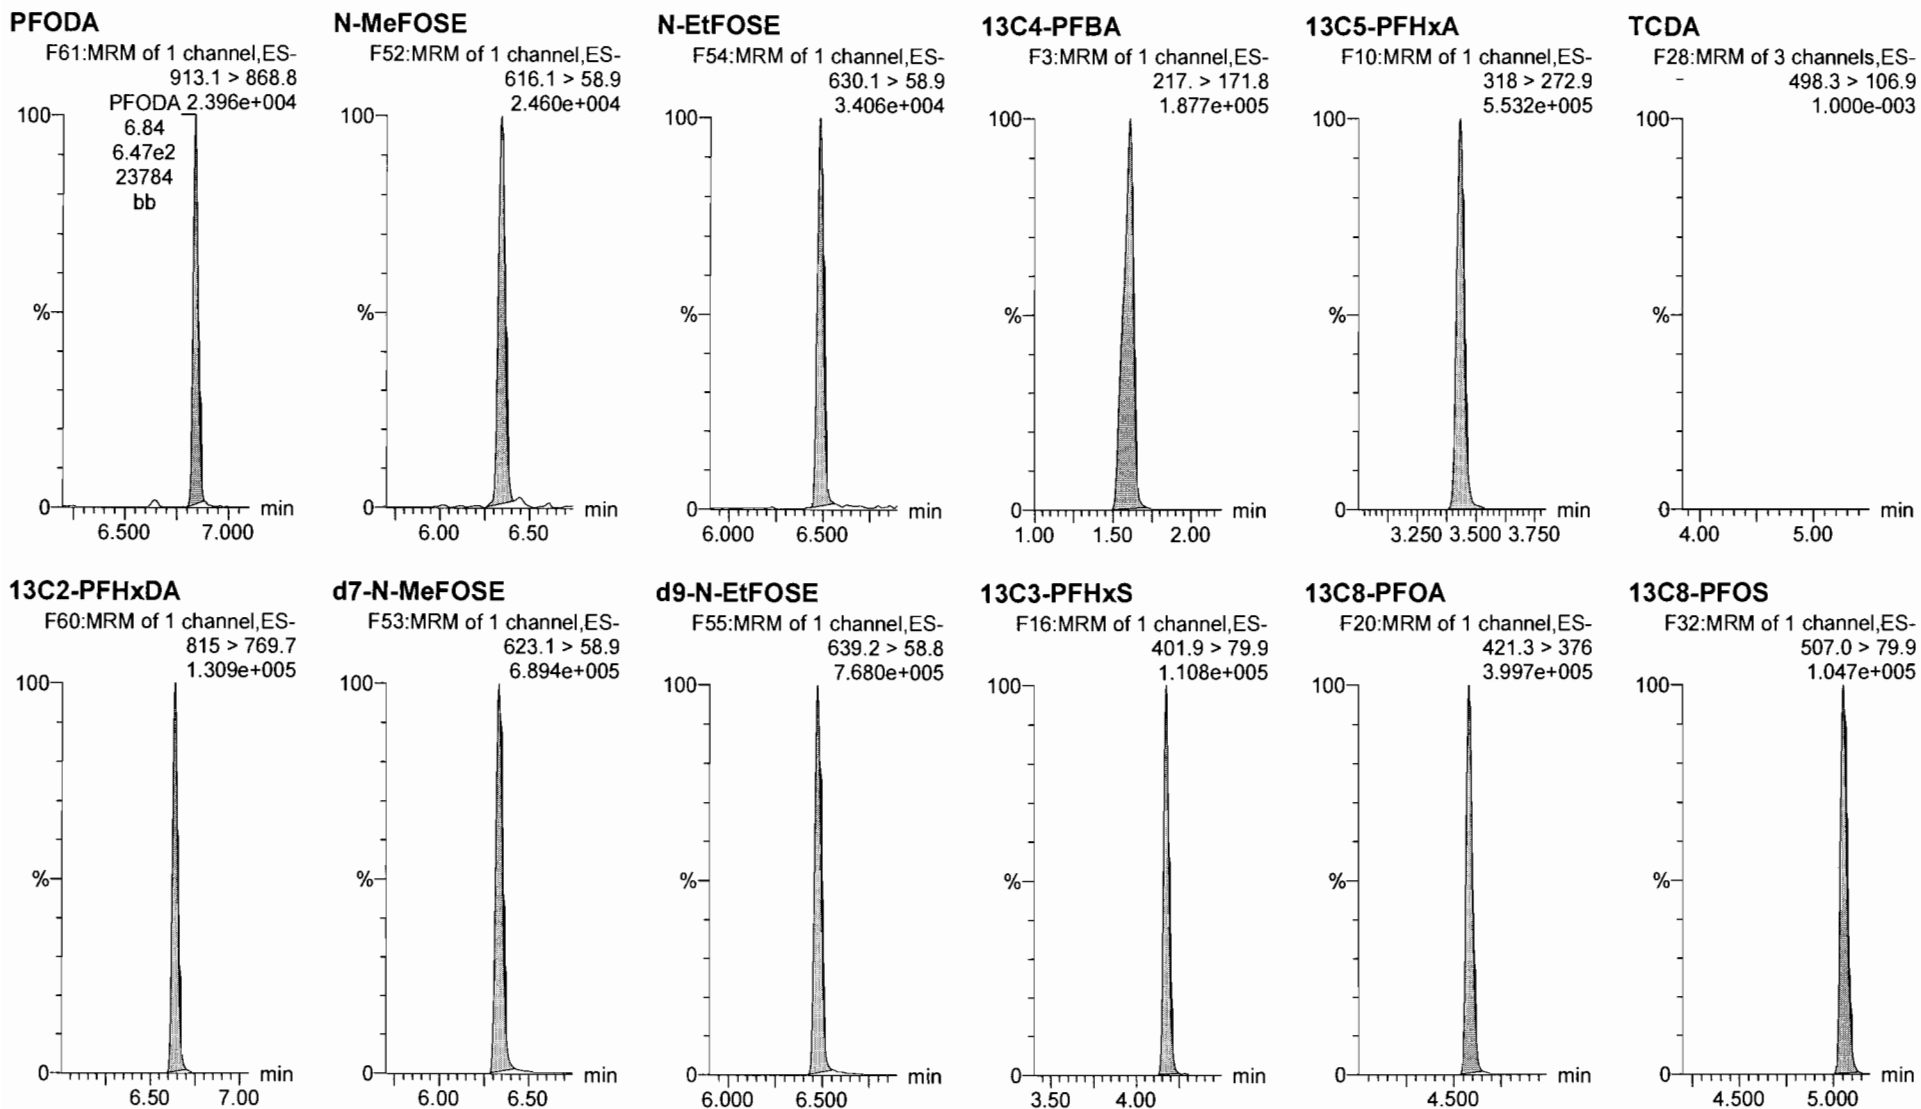 PFODA
F61:MRM of 1 channel,ES-
913.1 > 868.8
PFODA 2.396e+004
100
6.84
6.47e2
23784
bb
%
0
min
6.500 7.000
N-MeFOSE
F52:MRM of 1 channel,ES-
616.1 > 58.9
2.460e+004
100
%
0
min
6.00 6.50
N-EtFOSE
F54:MRM of 1 channel,ES-
630.1 > 58.9
3.406e+004
100
%
0
min
6.000 6.500
13C4-PFBA
F3:MRM of 1 channel,ES-
217. > 171.8
1.877e+005
100
%
0
min
1.00 1.50 2.00
13C5-PFHxA
F10:MRM of 1 channel,ES-
318 > 272.9
5.532e+005
100
%
0
min
3.250 3.500 3.750
TCDA
F28:MRM of 3 channels,ES-
498.3 > 106.9
1.000e-003
100
%
0
min
4.00 5.00
13C2-PFHxDA
F60:MRM of 1 channel,ES-
815 > 769.7
1.309e+005
100
%
0
min
6.50 7.00
d7-N-MeFOSE
F53:MRM of 1 channel,ES-
623.1 > 58.9
6.894e+005
100
%
0
min
6.00 6.50
d9-N-EtFOSE
F55:MRM of 1 channel,ES-
639.2 > 58.8
7.680e+005
100
%
0
min
6.000 6.500
13C3-PFHxS
F16:MRM of 1 channel,ES-
401.9 > 79.9
1.108e+005
100
%
0
min
3.50 4.00
13C8-PFOA
F20:MRM of 1 channel,ES-
421.3 > 376
3.997e+005
100
%
0
min
4.500
13C8-PFOS
F32:MRM of 1 channel,ES-
507.0 > 79.9
1.047e+005
100
%
0
min
4.500 5.000